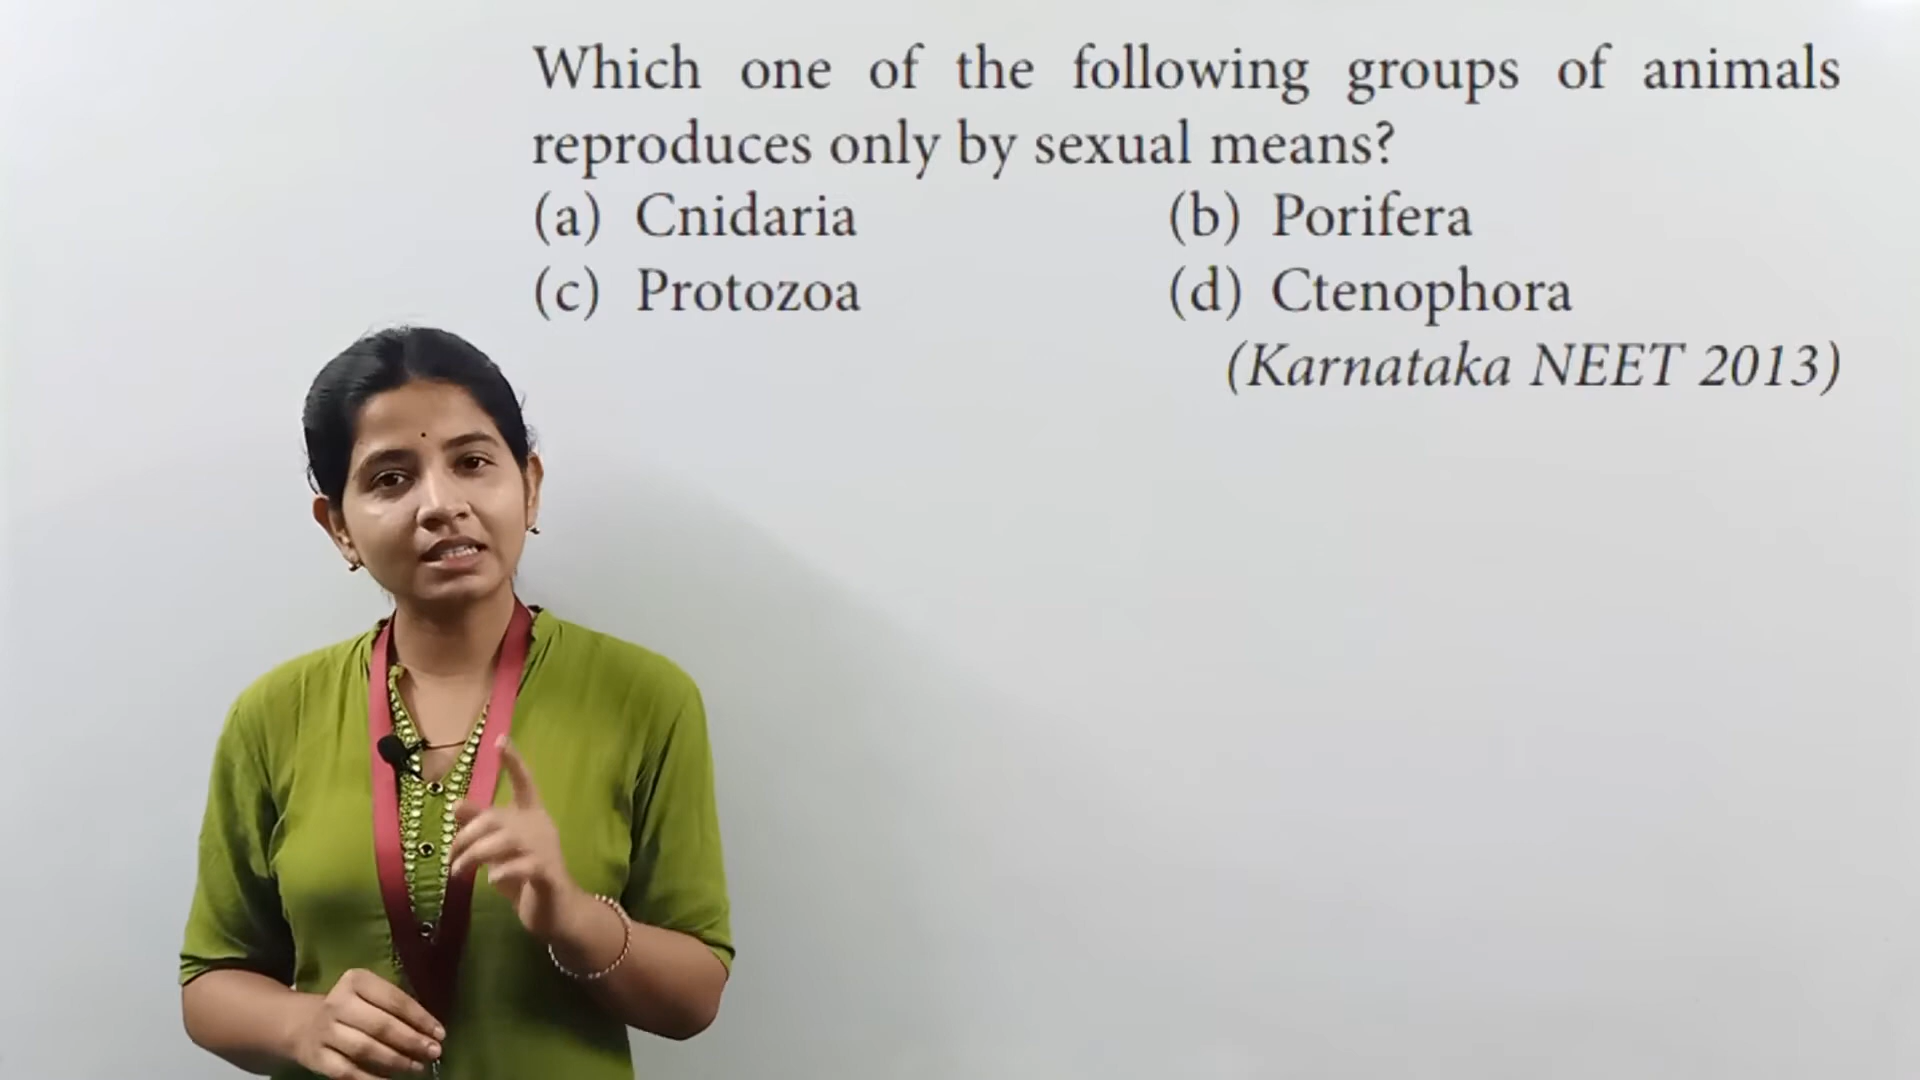 Which one of the following groups of animals
reproduces only by sexual means?
(a) Cnidaria (b) Porifera
(c) Protozoa (d) Ctenophora
(Karnataka NEET 2013)